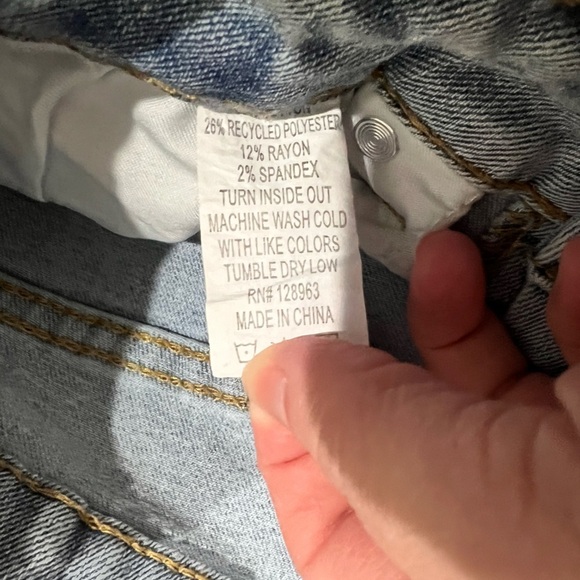 26% RECYCLED POLYESTER
12% RAYON
2% SPANDEX
TURN INSIDE OUT
MACHINE WASH COLD
WITH LIKE COLORS
TUMBLE DRY LOW
RN# 128963
MADE IN CHINA